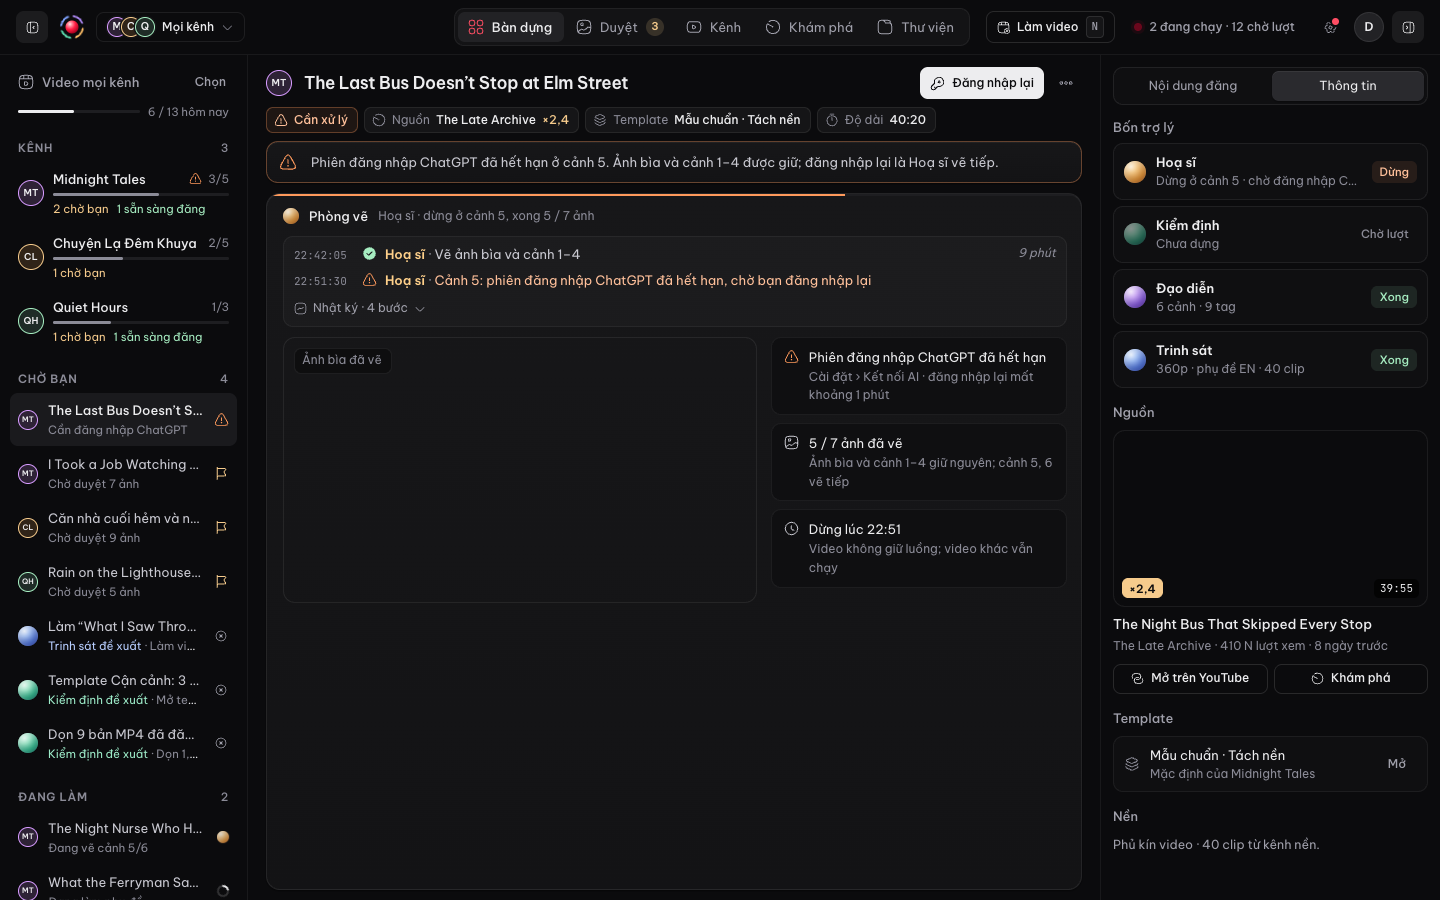 M C Q Mọi kênh
Bàn dựng
Duyệt 3
Kênh
Khám phá
Thư viện
Làm video N
2 đang chạy · 12 chờ lượt
D
Video mọi kênh Chọn
6 / 13 hôm nay
KÊNH 3
MT Midnight Tales 3/5
2 chờ bạn 1 sẵn sàng đăng
CL Chuyện Lạ Đêm Khuya 2/5
1 chờ bạn
QH Quiet Hours 1/3
1 chờ bạn 1 sẵn sàng đăng
CHỜ BẠN 4
MT The Last Bus Doesn’t S...
Cần đăng nhập ChatGPT
MT I Took a Job Watching ...
Chờ duyệt 7 ảnh
CL Căn nhà cuối hẻm và n...
Chờ duyệt 9 ảnh
QH Rain on the Lighthouse...
Chờ duyệt 5 ảnh
Làm “What I Saw Thro...
Trinh sát đề xuất · Làm vi...
Template Cận cảnh: 3 ...
Kiểm định đề xuất · Mở te...
Dọn 9 bản MP4 đã đă...
Kiểm định đề xuất · Dọn 1,...
ĐANG LÀM 2
MT The Night Nurse Who H...
Đang vẽ cảnh 5/6
MT What the Ferryman Sa...
MT The Last Bus Doesn’t Stop at Elm Street
Đăng nhập lại
Cần xử lý
Nguồn The Late Archive ×2,4
Template Mẫu chuẩn · Tách nền
Độ dài 40:20
Phiên đăng nhập ChatGPT đã hết hạn ở cảnh 5. Ảnh bìa và cảnh 1–4 được giữ; đăng nhập lại là Hoạ sĩ vẽ tiếp.
Phòng vẽ Hoạ sĩ · dừng ở cảnh 5, xong 5 / 7 ảnh
22:42:05 Hoạ sĩ · Vẽ ảnh bìa và cảnh 1–4 9 phút
22:51:30 Hoạ sĩ · Cảnh 5: phiên đăng nhập ChatGPT đã hết hạn, chờ bạn đăng nhập lại
Nhật ký · 4 bước
Ảnh bìa đã vẽ
Phiên đăng nhập ChatGPT đã hết hạn
Cài đặt › Kết nối AI · đăng nhập lại mất
khoảng 1 phút
5 / 7 ảnh đã vẽ
Ảnh bìa và cảnh 1–4 giữ nguyên; cảnh 5, 6
vẽ tiếp
Dừng lúc 22:51
Video không giữ luồng; video khác vẫn
chạy
Nội dung đăng
Thông tin
Bốn trợ lý
Hoạ sĩ
Dừng ở cảnh 5 · chờ đăng nhập C...
Dừng
Kiểm định
Chưa dựng
Chờ lượt
Đạo diễn
6 cảnh · 9 tag
Xong
Trinh sát
360p · phụ đề EN · 40 clip
Xong
Nguồn
×2,4
39:55
The Night Bus That Skipped Every Stop
The Late Archive · 410 N lượt xem · 8 ngày trước
Mở trên YouTube
Khám phá
Template
Mẫu chuẩn · Tách nền
Mặc định của Midnight Tales
Mở
Nền
Phủ kín video · 40 clip từ kênh nền.